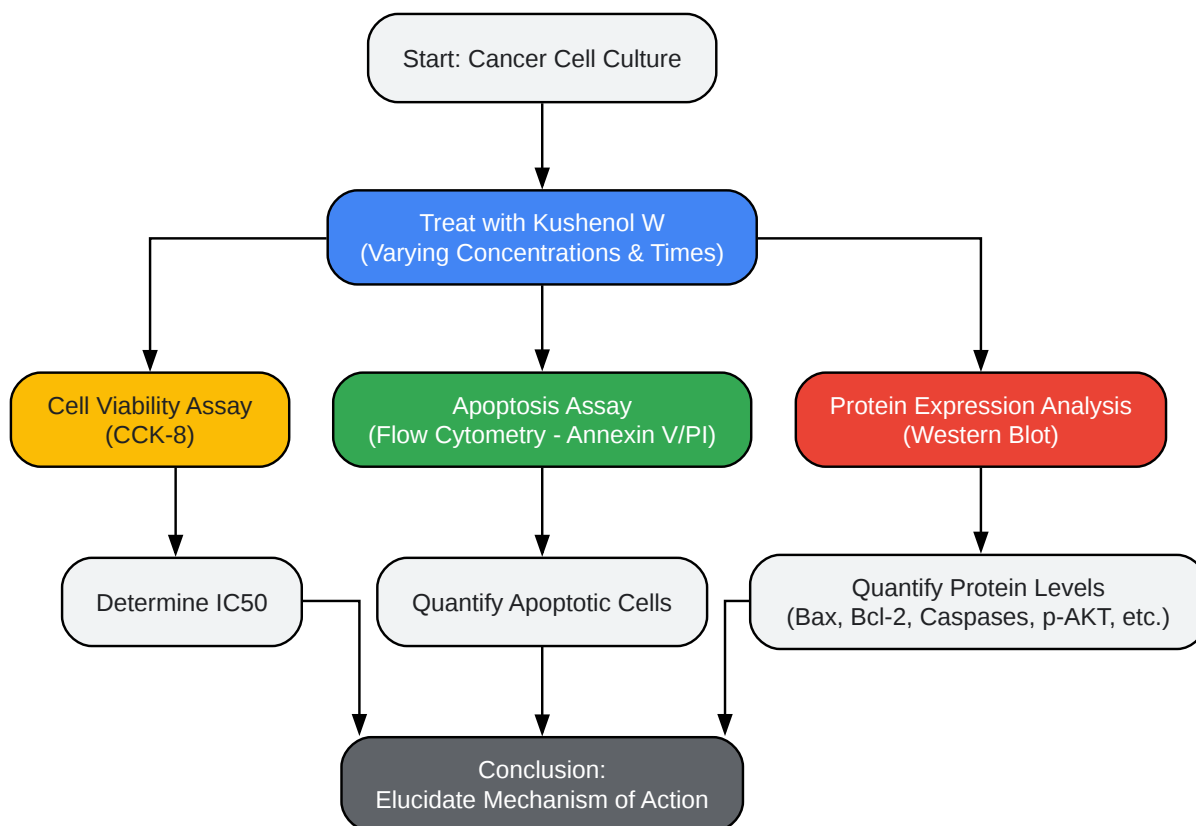 Start: Cancer Cell Culture
Treat with Kushenol W
(Varying Concentrations & Times)
Cell Viability Assay
(CCK-8)
Apoptosis Assay
(Flow Cytometry - Annexin V/PI)
Protein Expression Analysis
(Western Blot)
Determine IC50
Quantify Apoptotic Cells
Quantify Protein Levels
(Bax, Bcl-2, Caspases, p-AKT, etc.)
Conclusion:
Elucidate Mechanism of Action